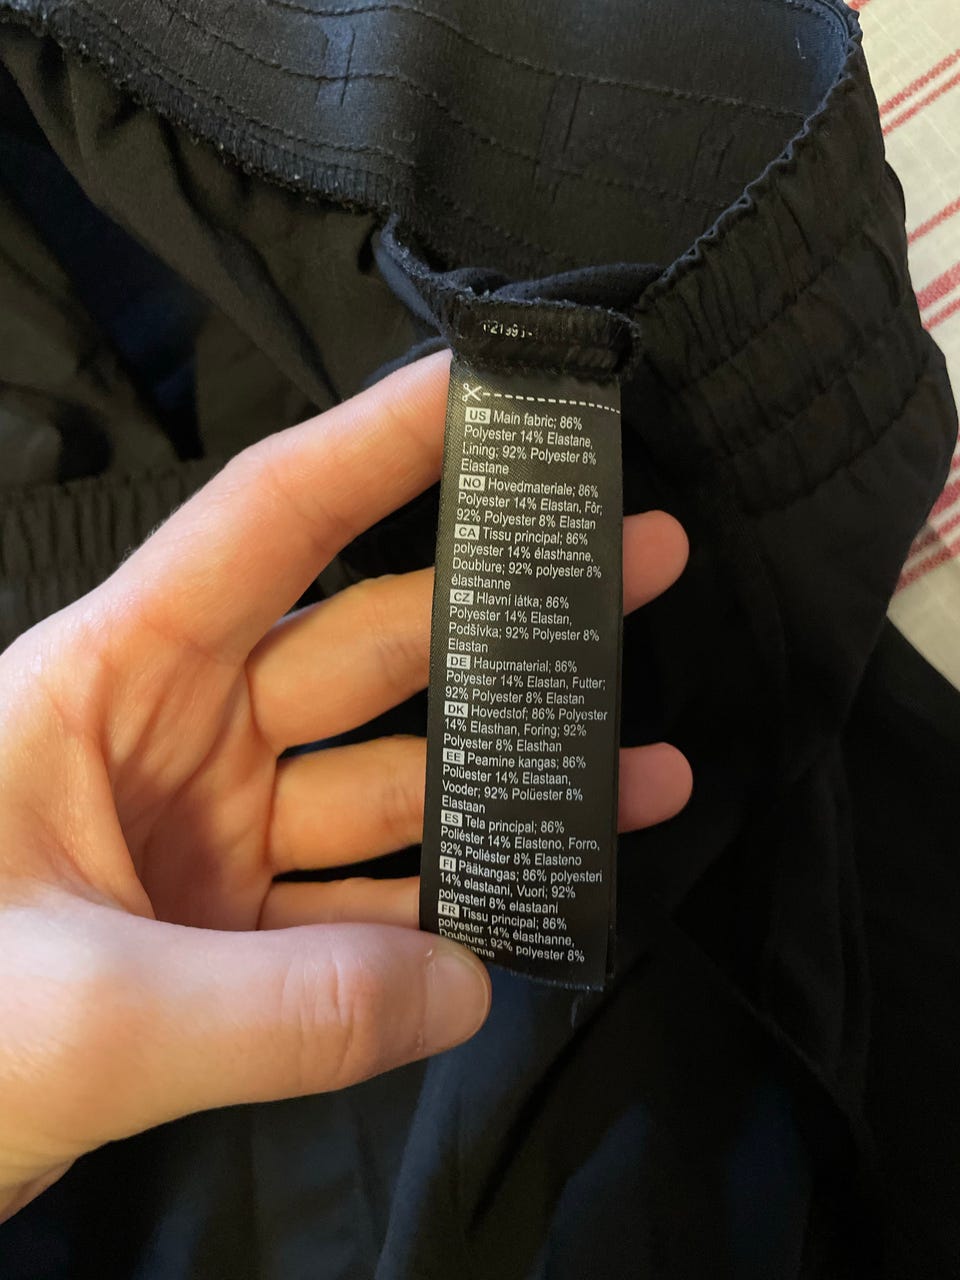 US Main fabric; 86%
Polyester 14% Elastane,
Lining; 92% Polyester 8%
Elastane
NO Hovedmateriale; 86%
Polyester 14% Elastan, Fôr;
92% Polyester 8% Elastan
CA Tissu principal; 86%
polyester 14% élasthanne,
Doublure; 92% polyester 8%
élasthanne
CZ Hlavní látka; 86%
Polyester 14% Elastan,
Podšívka; 92% Polyester 8%
Elastan
DE Hauptmaterial; 86%
Polyester 14% Elastan, Futter;
92% Polyester 8% Elastan
DK Hovedstof; 86% Polyester
14% Elasthan, Foring; 92%
Polyester 8% Elasthan
EE Peamine kangas; 86%
Polüester 14% Elastaan,
Vooder; 92% Polüester 8%
Elastaan
ES Tela principal; 86%
Poliéster 14% Elasteno, Forro,
92% Poliéster 8% Elasteno
FI Pääkangas; 86% polyesteri
14% elastaani, Vuori; 92%
polyesteri 8% elastaani
FR Tissu principal; 86%
polyester 14% élasthanne,
Doublure; 92% polyester 8%